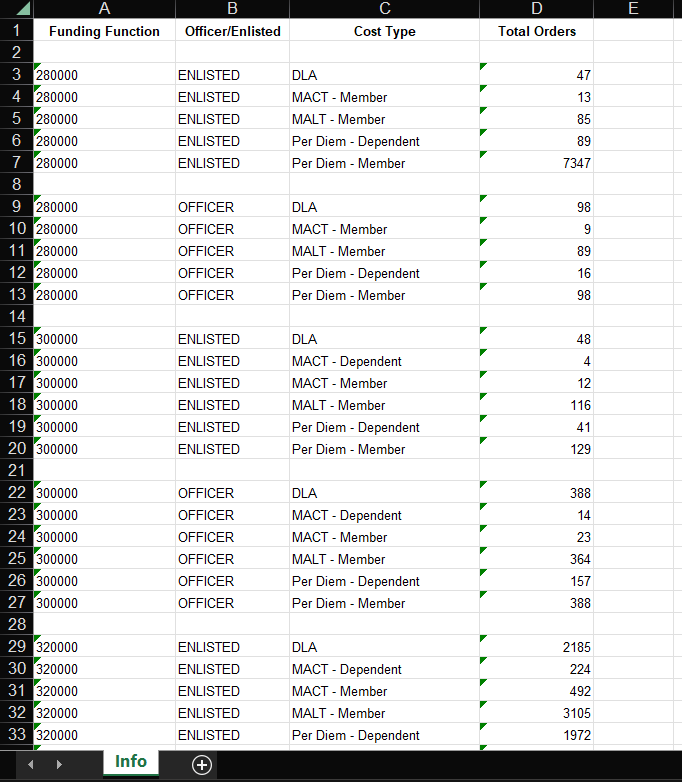 A B C D E
1 Funding Function Officer/Enlisted Cost Type Total Orders
2
3 280000 ENLISTED DLA 47
4 280000 ENLISTED MACT - Member 13
5 280000 ENLISTED MALT - Member 85
6 280000 ENLISTED Per Diem - Dependent 89
7 280000 ENLISTED Per Diem - Member 7347
8
9 280000 OFFICER DLA 98
10 280000 OFFICER MACT - Member 9
11 280000 OFFICER MALT - Member 89
12 280000 OFFICER Per Diem - Dependent 16
13 280000 OFFICER Per Diem - Member 98
14
15 300000 ENLISTED DLA 48
16 300000 ENLISTED MACT - Dependent 4
17 300000 ENLISTED MACT - Member 12
18 300000 ENLISTED MALT - Member 116
19 300000 ENLISTED Per Diem - Dependent 41
20 300000 ENLISTED Per Diem - Member 129
21
22 300000 OFFICER DLA 388
23 300000 OFFICER MACT - Dependent 14
24 300000 OFFICER MACT - Member 23
25 300000 OFFICER MALT - Member 364
26 300000 OFFICER Per Diem - Dependent 157
27 300000 OFFICER Per Diem - Member 388
28
29 320000 ENLISTED DLA 2185
30 320000 ENLISTED MACT - Dependent 224
31 320000 ENLISTED MACT - Member 492
32 320000 ENLISTED MALT - Member 3105
33 320000 ENLISTED Per Diem - Dependent 1972
Info